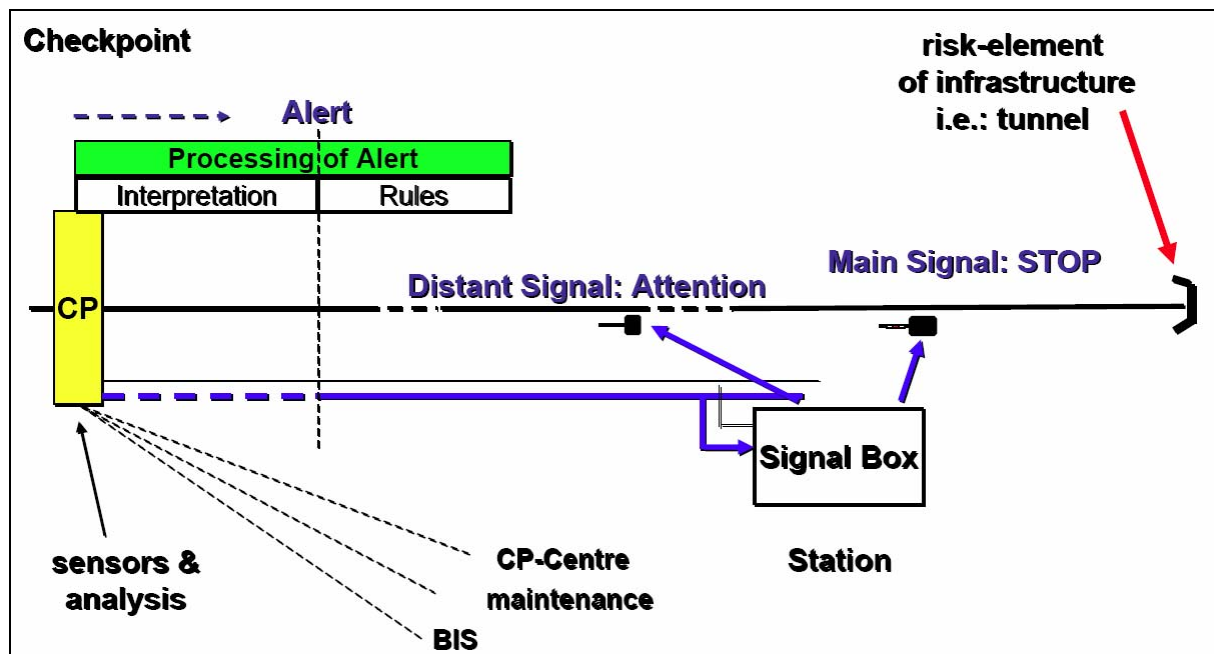 Checkpoint
risk-element
of infrastructure
i.e.: tunnel
Alert
Processing of Alert
Interpretation
Rules
CP
Distant Signal: Attention
Main Signal: STOP
Signal Box
sensors &
analysis
CP-Centre
maintenance
BIS
Station